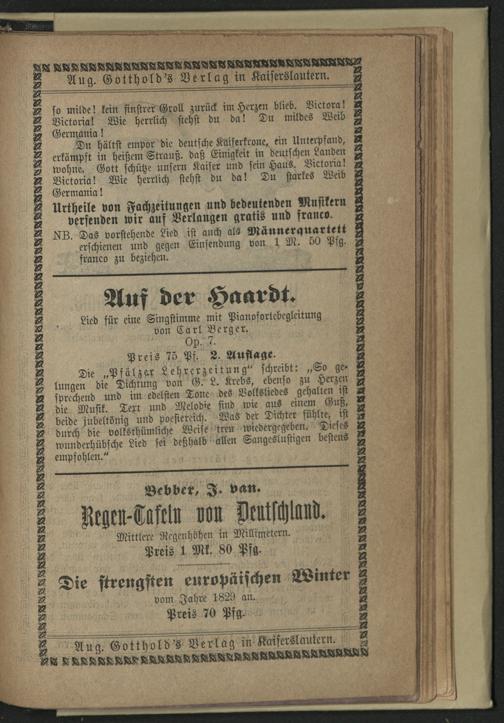 Aug. Gotthold's Verlag in Kaiserslautern.
so milde! kein finstrer Groll zurück im Herzen blieb. Victora!
Victoria! Wie herrlich stehst du da! Du mildes Weib
Germania!
Du hältst empor die deutsche Kaiserkrone, ein Unterpfand,
erkämpft in heißem Strauß, daß Einigkeit in deutschen Landen
wohne. Gott schütze unsern Kaiser und sein Haus. Victoria!
Victoria! Wie herrlich stehst du da! Du starkes Weib
Germania!
Urtheile von Fachzeitungen und bedeutenden Musikern
versenden wir auf Verlangen gratis und franco.
NB. Das vorstehende Lied ist auch als Männerquartett
erschienen und gegen Einsendung von 1 M. 50 Pfg.
franco zu beziehen.
Auf der Haardt.
Lied für eine Singstimme mit Pianofortebegleitung
von Carl Berger.
Op. 7.
Preis 75 Pf. 2. Auflage.
Die „Pfälzer Lehrerzeitung" schreibt: „So ge-
lungen die Dichtung von G. L. Krebs, ebenso zu Herzen
sprechend und im edelsten Tone des Volksliedes gehalten ist
die Musik. Text und Melodie sind wie aus einem Guß,
beide jubeltönig und poesiereich. Was der Dichter fühlte, ist
durch die volksthümliche Weise treu wiedergegeben. Dieses
wunderhübsche Lied sei deßhalb allen Sangeslustigen bestens
empfohlen."
Bebber, J. van.
Regen-Tafeln von Deutschland.
Mittlere Regenhöhen in Millimetern.
Preis 1 Mk. 80 Pfg.
Die strengsten europäischen Winter
vom Jahre 1829 an.
Preis 70 Pfg.
Aug. Gotthold's Verlag in Kaiserslautern.